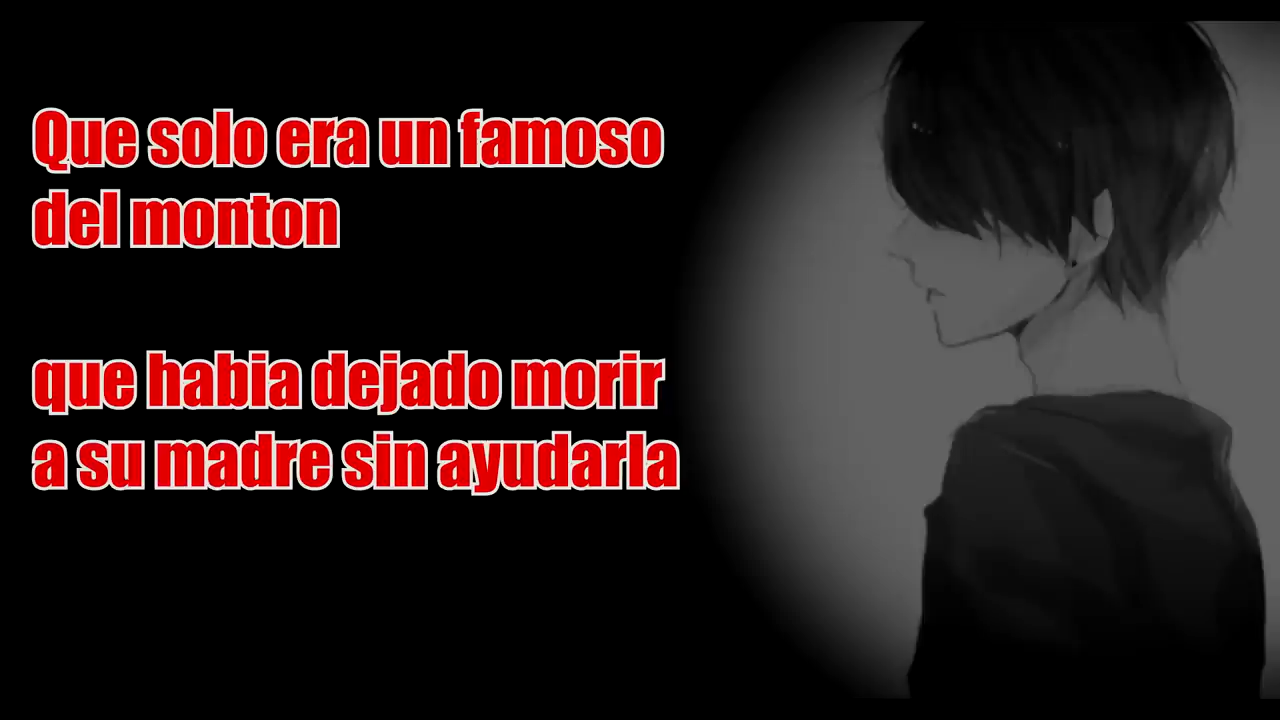 Que solo era un famoso
del monton
que habia dejado morir
a su madre sin ayudarla